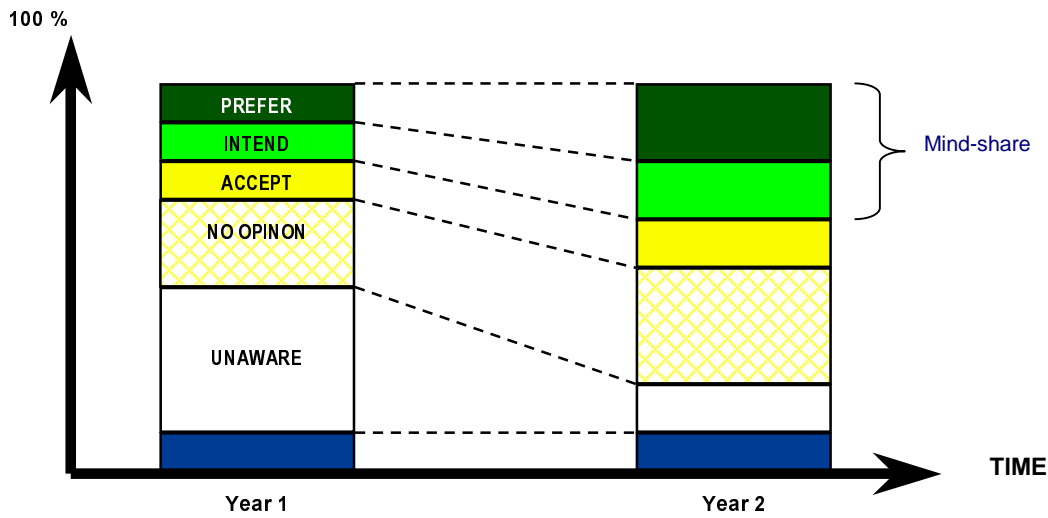 100 %
PREFER
INTEND
ACCEPT
NO OPINON
UNAWARE
Mind-share
TIME
Year 1
Year 2